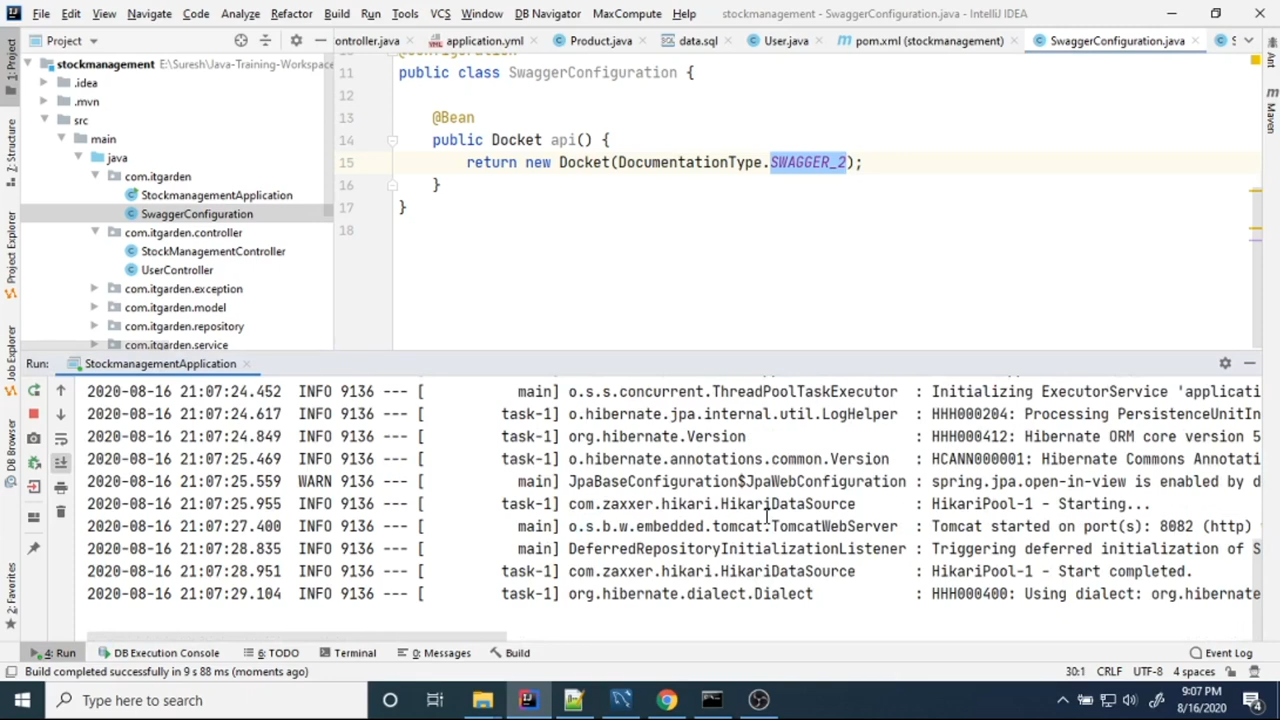 File Edit View Navigate Code Analyze Refactor Build Run Tools VCS Window DB Navigator MaxCompute Help stockmanagement - SwaggerConfiguration.java - IntelliJ IDEA
Project
ontroller.java application.yml Product.java data.sql User.java pom.xml (stockmanagement) SwaggerConfiguration.java S
1: Project
Z: Structure
Project Explorer
Job Explorer
DB Browser
2: Favorites
Ant
Maven
stockmanagement E:\Suresh\Java-Training-Workspace
.idea
.mvn
src
main
java
com.itgarden
StockmanagementApplication
SwaggerConfiguration
com.itgarden.controller
StockManagementController
UserController
com.itgarden.exception
com.itgarden.model
com.itgarden.repository
com.itgarden.service
11 public class SwaggerConfiguration {
12
13 @Bean
14 public Docket api() {
15 return new Docket(DocumentationType.SWAGGER_2);
16 }
17 }
18
Run: StockmanagementApplication
2020-08-16 21:07:24.452 INFO 9136 --- [ main] o.s.s.concurrent.ThreadPoolTaskExecutor : Initializing ExecutorService 'applicati
2020-08-16 21:07:24.617 INFO 9136 --- [ task-1] o.hibernate.jpa.internal.util.LogHelper : HHH000204: Processing PersistenceUnitIn
2020-08-16 21:07:24.849 INFO 9136 --- [ task-1] org.hibernate.Version : HHH000412: Hibernate ORM core version 5
2020-08-16 21:07:25.469 INFO 9136 --- [ task-1] o.hibernate.annotations.common.Version : HCANN000001: Hibernate Commons Annotati
2020-08-16 21:07:25.559 WARN 9136 --- [ main] JpaBaseConfiguration$JpaWebConfiguration : spring.jpa.open-in-view is enabled by d
2020-08-16 21:07:25.955 INFO 9136 --- [ task-1] com.zaxxer.hikari.HikariDataSource : HikariPool-1 - Starting...
2020-08-16 21:07:27.400 INFO 9136 --- [ main] o.s.b.w.embedded.tomcat.TomcatWebServer : Tomcat started on port(s): 8082 (http)
2020-08-16 21:07:28.835 INFO 9136 --- [ main] DeferredRepositoryInitializationListener : Triggering deferred initialization of S
2020-08-16 21:07:28.951 INFO 9136 --- [ task-1] com.zaxxer.hikari.HikariDataSource : HikariPool-1 - Start completed.
2020-08-16 21:07:29.104 INFO 9136 --- [ task-1] org.hibernate.dialect.Dialect : HHH000400: Using dialect: org.hibernate
4: Run DB Execution Console 6: TODO Terminal 0: Messages Build Event Log
Build completed successfully in 9 s 88 ms (moments ago) 30:1 CRLF UTF-8 4 spaces
Type here to search
9:07 PM
8/16/2020
4